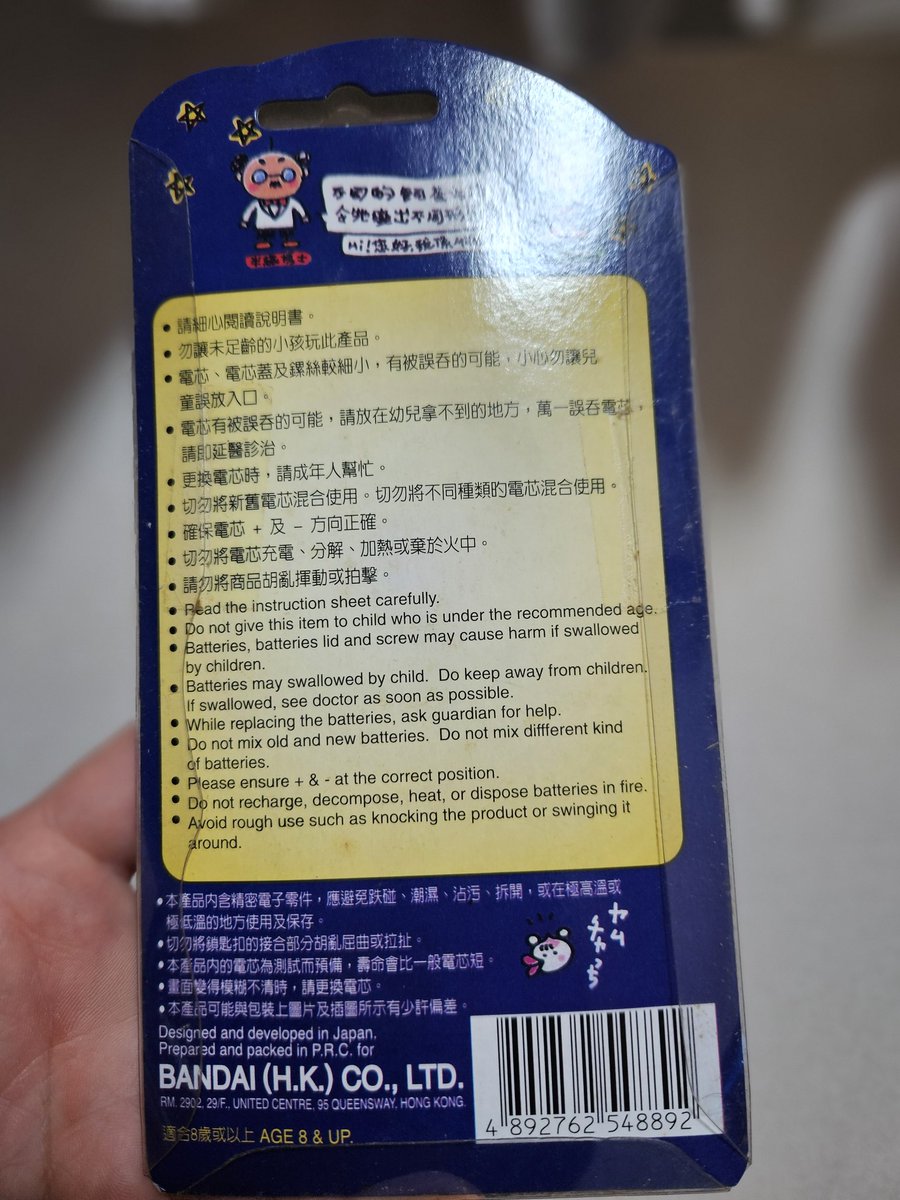 Hi!您好,
• 請細心閱讀說明書。
• 勿讓未足齡的小孩玩此產品。
• 電芯、電芯蓋及鏍絲較細小，有被誤吞的可能，小心勿讓兒
童誤放入口。
• 電芯有被誤吞的可能，請放在幼兒拿不到的地方，萬一誤吞電芯，
請即延醫診治。
• 更換電芯時，請成年人幫忙。
• 切勿將新舊電芯混合使用。切勿將不同種類的電芯混合使用。
• 確保電芯 + 及 - 方向正確。
• 切勿將電芯充電、分解、加熱或棄於火中。
• 請勿將商品胡亂揮動或拍擊。
• Read the instruction sheet carefully.
• Do not give this item to child who is under the recommended age.
• Batteries, batteries lid and screw may cause harm if swallowed
by children.
• Batteries may swallowed by child. Do keep away from children.
If swallowed, see doctor as soon as possible.
• While replacing the batteries, ask guardian for help.
• Do not mix old and new batteries. Do not mix diffferent kind
of batteries.
• Please ensure + & - at the correct position.
• Do not recharge, decompose, heat, or dispose batteries in fire.
• Avoid rough use such as knocking the product or swinging it
around.
• 本產品内含精密電子零件，應避免跌碰、潮濕、沾污、拆開，或在極高溫或
極低溫的地方使用及保存。
• 切勿將鎖匙扣的接合部分胡亂屈曲或拉扯。
• 本產品内的電芯為測試而預備，壽命會比一般電芯短。
• 畫面變得模糊不清時，請更換電芯。
• 本產品可能與包裝上圖片及插圖所示有少許偏差。
Designed and developed in Japan.
Prepared and packed in P.R.C. for
BANDAI (H.K.) CO., LTD.
RM. 2902, 29/F., UNITED CENTRE, 95 QUEENSWAY, HONG KONG.
適合8歲或以上 AGE 8 & UP.
4 892762 548892